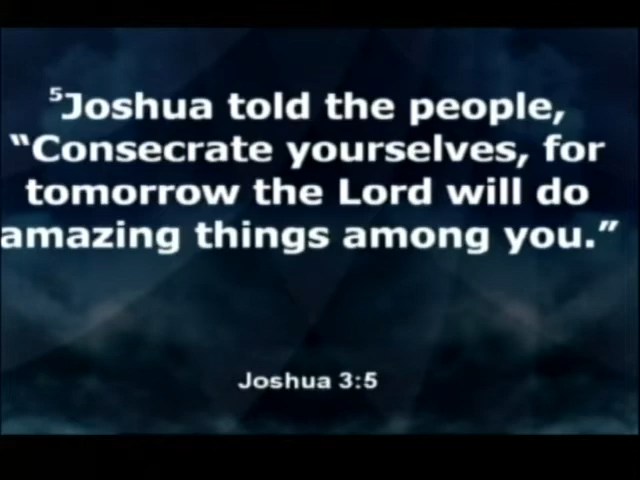 ⁵Joshua told the people,
“Consecrate yourselves, for
tomorrow the Lord will do
amazing things among you.”
Joshua 3:5